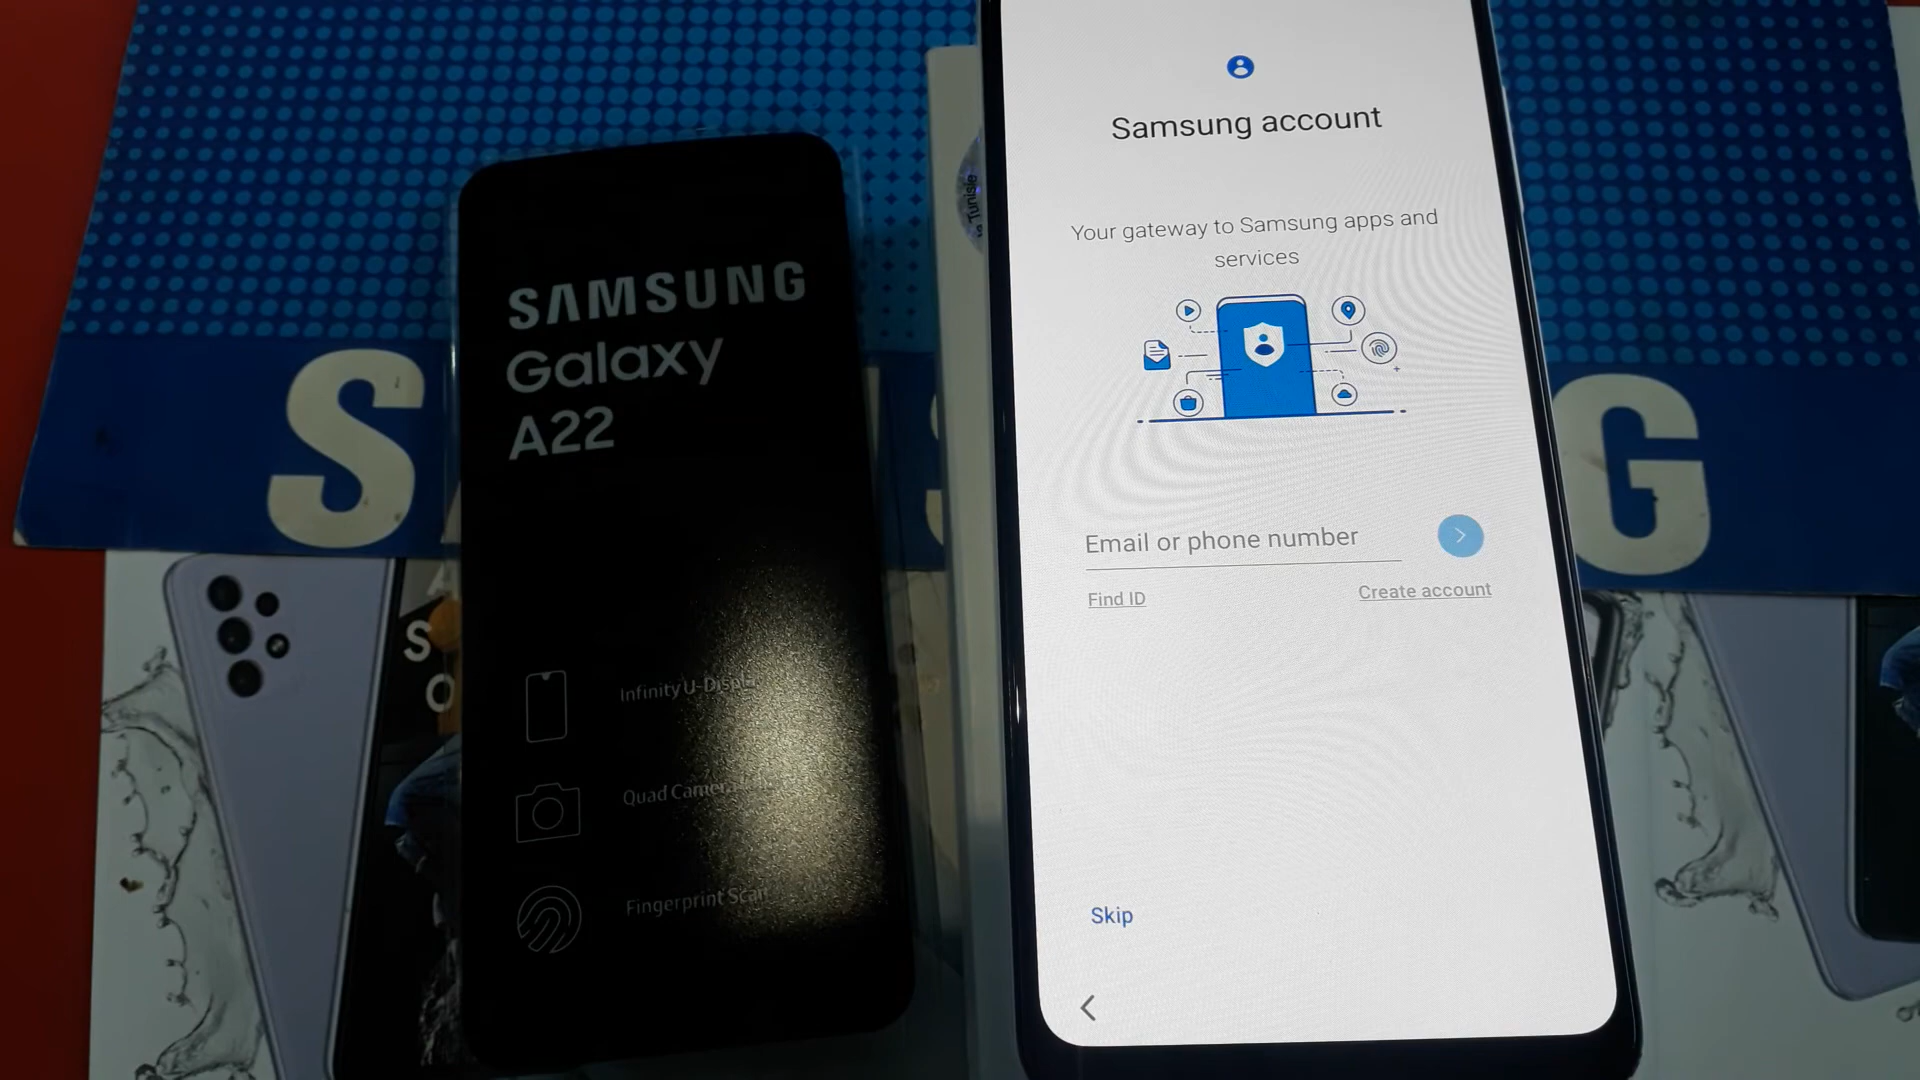 SAMSUNG
Galaxy
A22
Infinity U-Displ
Quad Camera
Fingerprint Scan
Samsung account
Your gateway to Samsung apps and
services
Email or phone number
Find ID
Create account
Skip
S
G
S
O
Tunisie